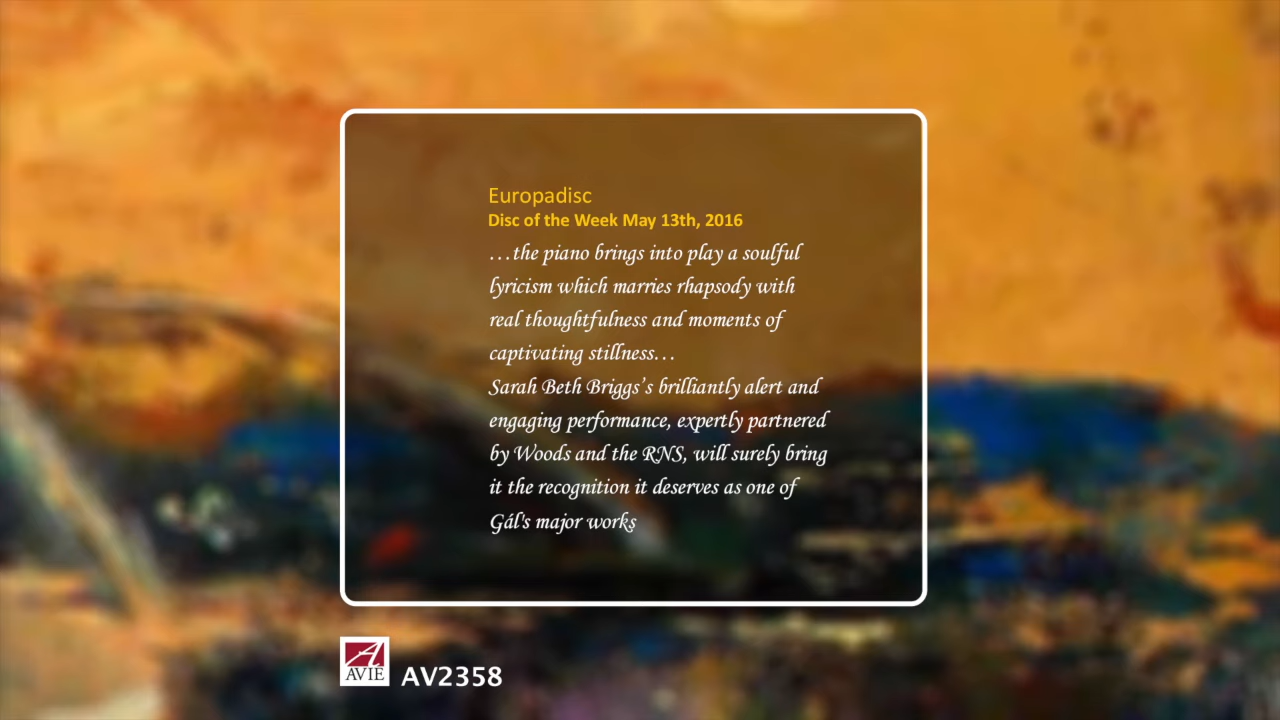 Europadisc
Disc of the Week May 13th, 2016
…the piano brings into play a soulful
lyricism which marries rhapsody with
real thoughtfulness and moments of
captivating stillness…
Sarah Beth Briggs’s brilliantly alert and
engaging performance, expertly partnered
by Woods and the RNS, will surely bring
it the recognition it deserves as one of
Gál's major works
A
AVIE
AV2358